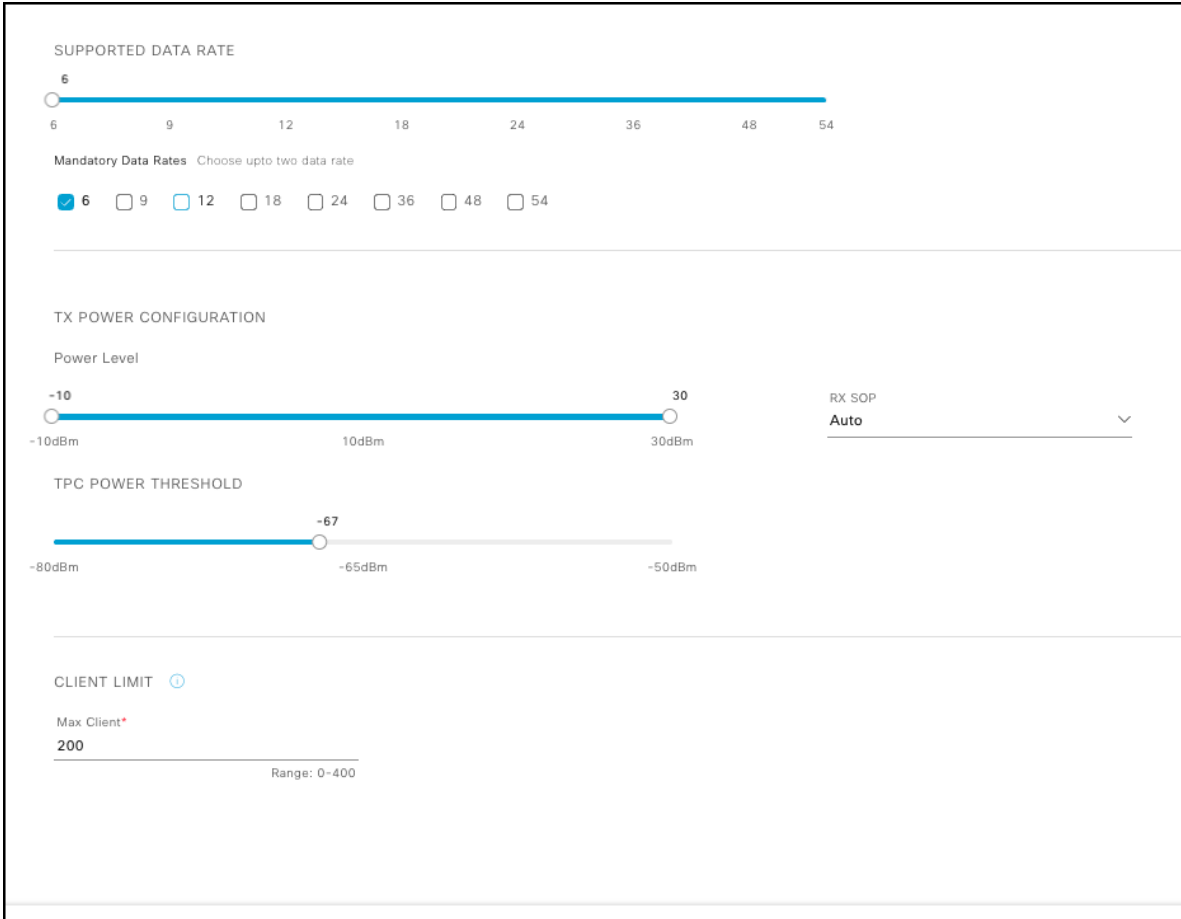 SUPPORTED DATA RATE
6
6 9 12 18 24 36 48 54
Mandatory Data Rates Choose upto two data rate
6 9 12 18 24 36 48 54
TX POWER CONFIGURATION
Power Level
-10 30
-10dBm 10dBm 30dBm
RX SOP
Auto
TPC POWER THRESHOLD
-67
-80dBm -65dBm -50dBm
CLIENT LIMIT
Max Client*
200
Range: 0-400